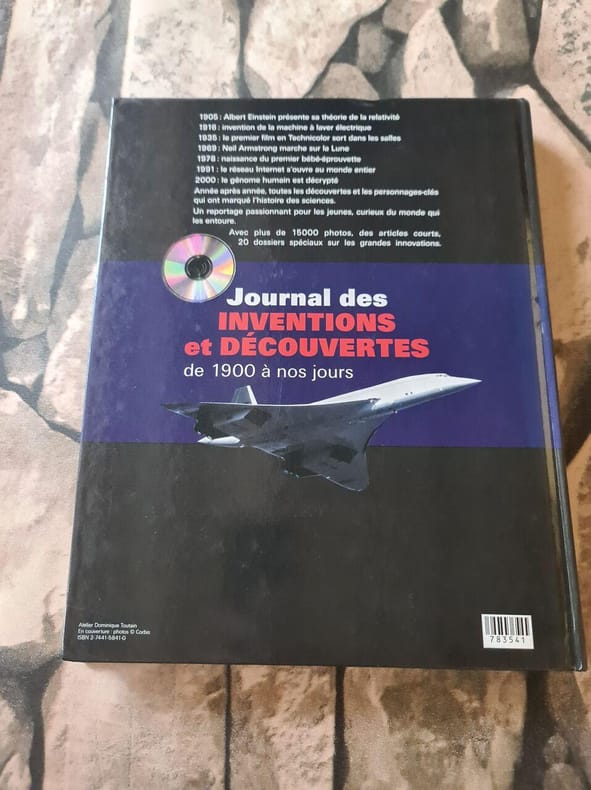 1905 : Albert Einstein présente sa théorie de la relativité
1916 : invention de la machine à laver électrique
1935 : le premier film en Technicolor sort dans les salles
1969 : Neil Armstrong marche sur la Lune
1978 : naissance du premier bébé-éprouvette
1991 : le réseau Internet s'ouvre au monde entier
2000 : le génome humain est décrypté
Année après année, toutes les découvertes et les personnages-clés
qui ont marqué l'histoire des sciences.
Un reportage passionnant pour les jeunes, curieux du monde qui
les entoure.
Avec plus de 15000 photos, des articles courts,
20 dossiers spéciaux sur les grandes innovations.
Journal des
INVENTIONS
et DÉCOUVERTES
de 1900 à nos jours
Atelier Dominique Toutain
En couverture : photos © Corbis
ISBN 2-7441-5841-0
783541